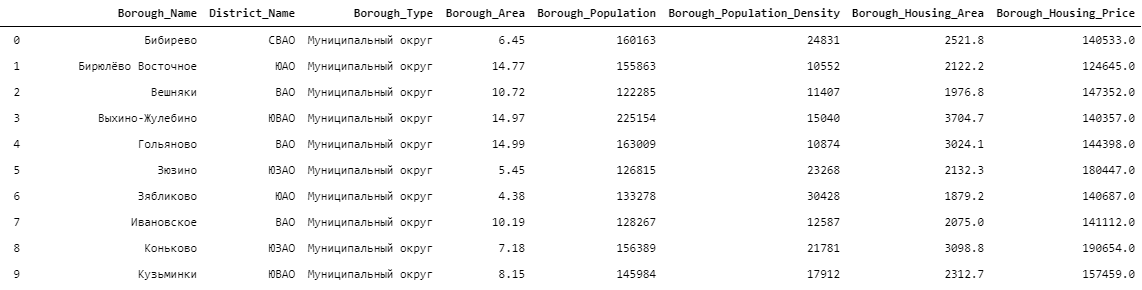 Borough_Name District_Name Borough_Type Borough_Area Borough_Population Borough_Population_Density Borough_Housing_Area Borough_Housing_Price
0 Бибирево СВАО Муниципальный округ 6.45 160163 24831 2521.8 140533.0
1 Бирюлёво Восточное ЮАО Муниципальный округ 14.77 155863 10552 2122.2 124645.0
2 Вешняки ВАО Муниципальный округ 10.72 122285 11407 1976.8 147352.0
3 Выхино-Жулебино ЮВАО Муниципальный округ 14.97 225154 15040 3704.7 140357.0
4 Гольяново ВАО Муниципальный округ 14.99 163009 10874 3024.1 144398.0
5 Зюзино ЮЗАО Муниципальный округ 5.45 126815 23268 2132.3 180447.0
6 Зябликово ЮАО Муниципальный округ 4.38 133278 30428 1879.2 140687.0
7 Ивановское ВАО Муниципальный округ 10.19 128267 12587 2075.0 141112.0
8 Коньково ЮЗАО Муниципальный округ 7.18 156389 21781 3098.8 190654.0
9 Кузьминки ЮВАО Муниципальный округ 8.15 145984 17912 2312.7 157459.0